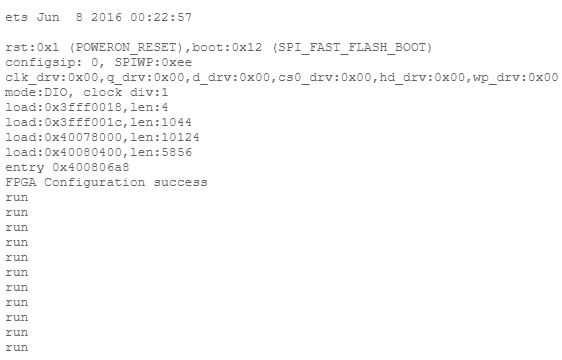 ets Jun  8 2016 00:22:57

rst:0x1 (POWERON_RESET),boot:0x12 (SPI_FAST_FLASH_BOOT)
configsip: 0, SPIWP:0xee
clk_drv:0x00,q_drv:0x00,d_drv:0x00,cs0_drv:0x00,hd_drv:0x00,wp_drv:0x00
mode:DIO, clock div:1
load:0x3fff0018,len:4
load:0x3fff001c,len:1044
load:0x40078000,len:10124
load:0x40080400,len:5856
entry 0x400806a8
FPGA Configuration success
run
run
run
run
run
run
run
run
run
run
run